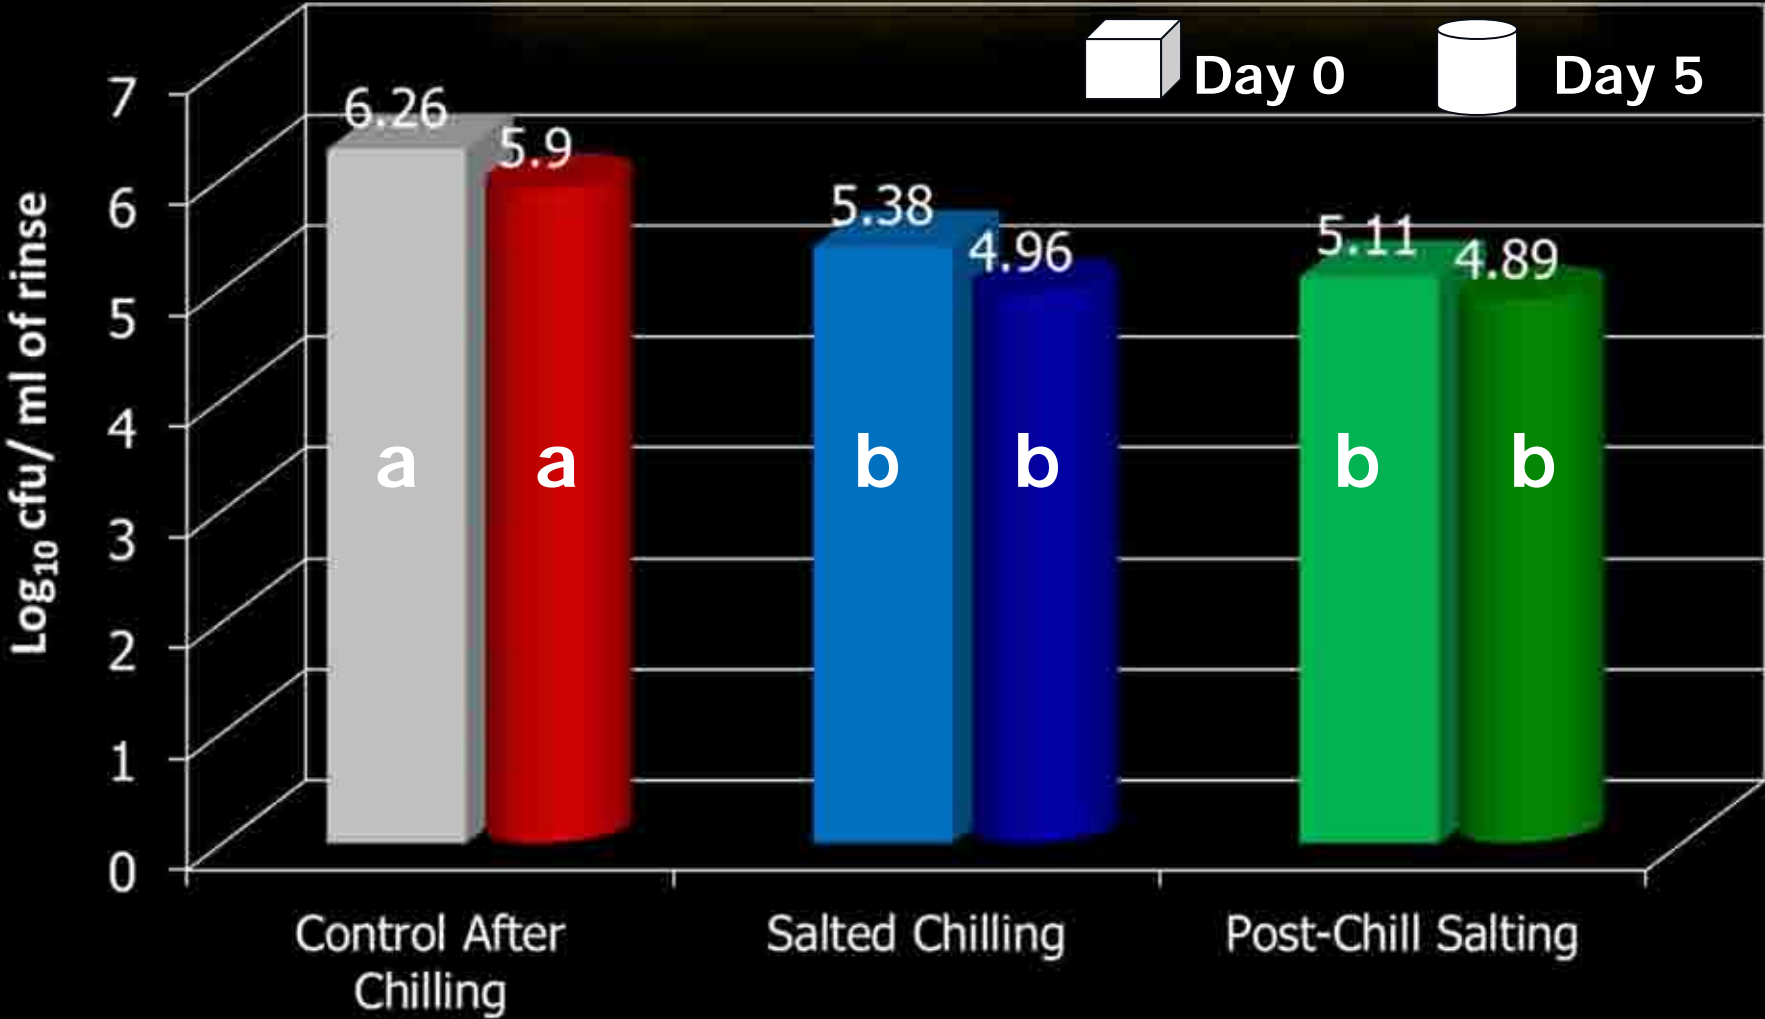 Day 0
Day 5
7
6
5
4
3
2
1
0
Log10 cfu/ ml of rinse
6.26
5.9
5.38
4.96
5.11
4.89
a
a
b
b
b
b
Control After
Chilling
Salted Chilling
Post-Chill Salting